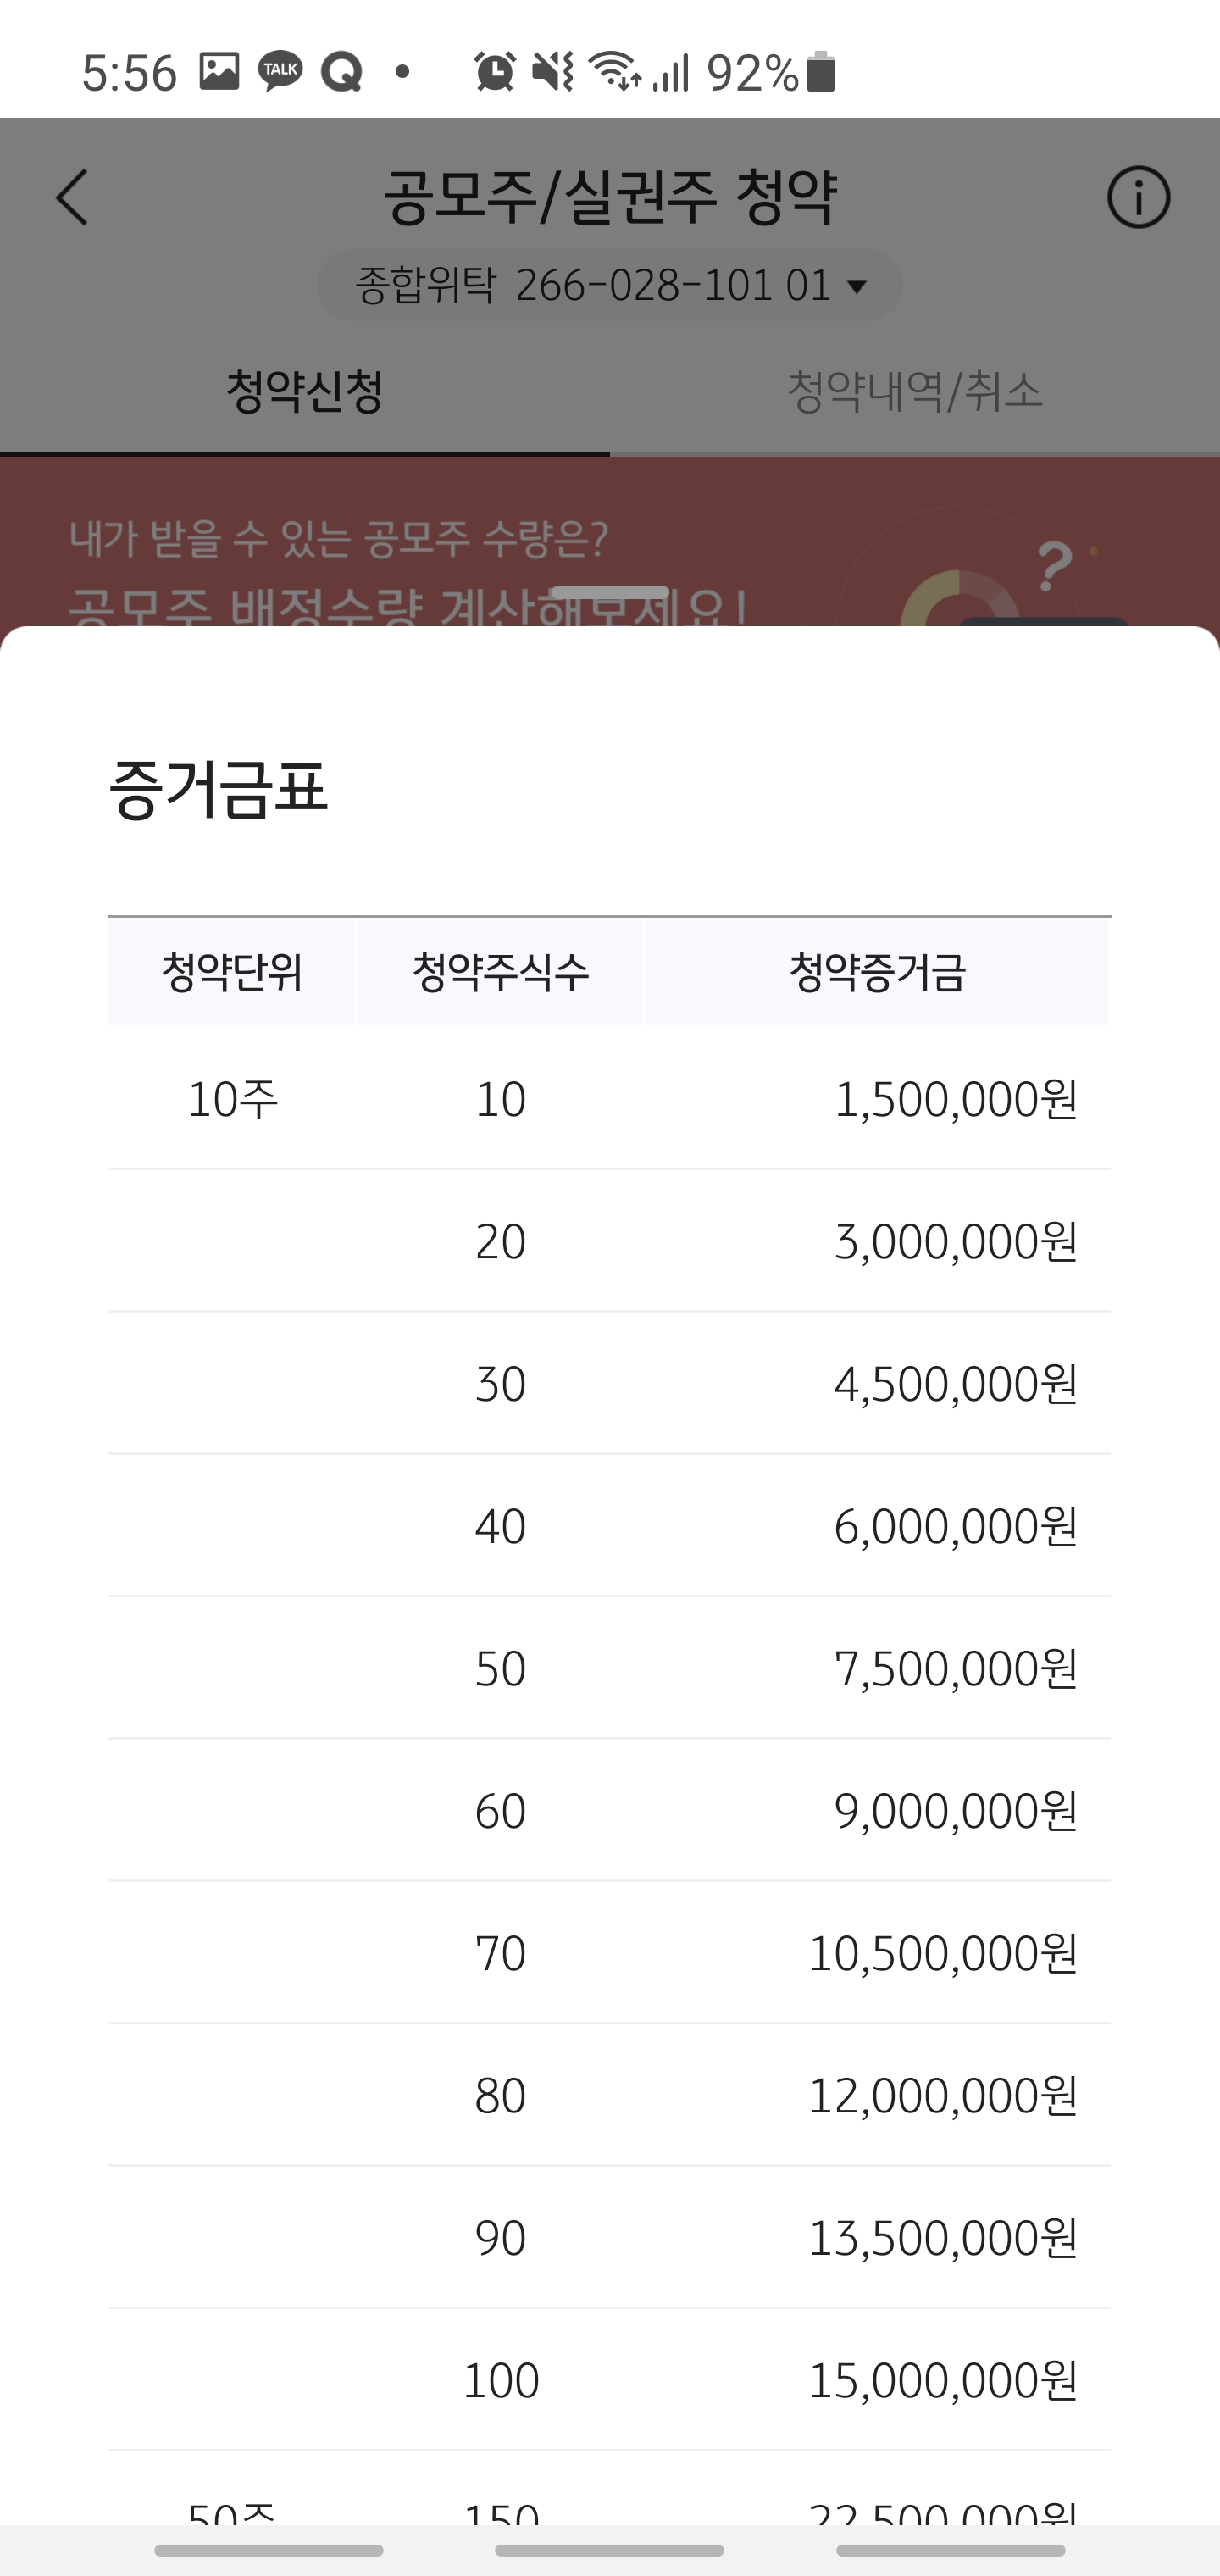 5:56 TALK 92%
공모주/실권주 청약
종합위탁 266-028-101 01
청약신청 청약내역/취소
내가 받을 수 있는 공모주 수량은?
공모주 배정수량 계산해보세요!
?
증거금표
청약단위 청약주식수 청약증거금
10주 10 1,500,000원
20 3,000,000원
30 4,500,000원
40 6,000,000원
50 7,500,000원
60 9,000,000원
70 10,500,000원
80 12,000,000원
90 13,500,000원
100 15,000,000원
50주 150 22,500,000원